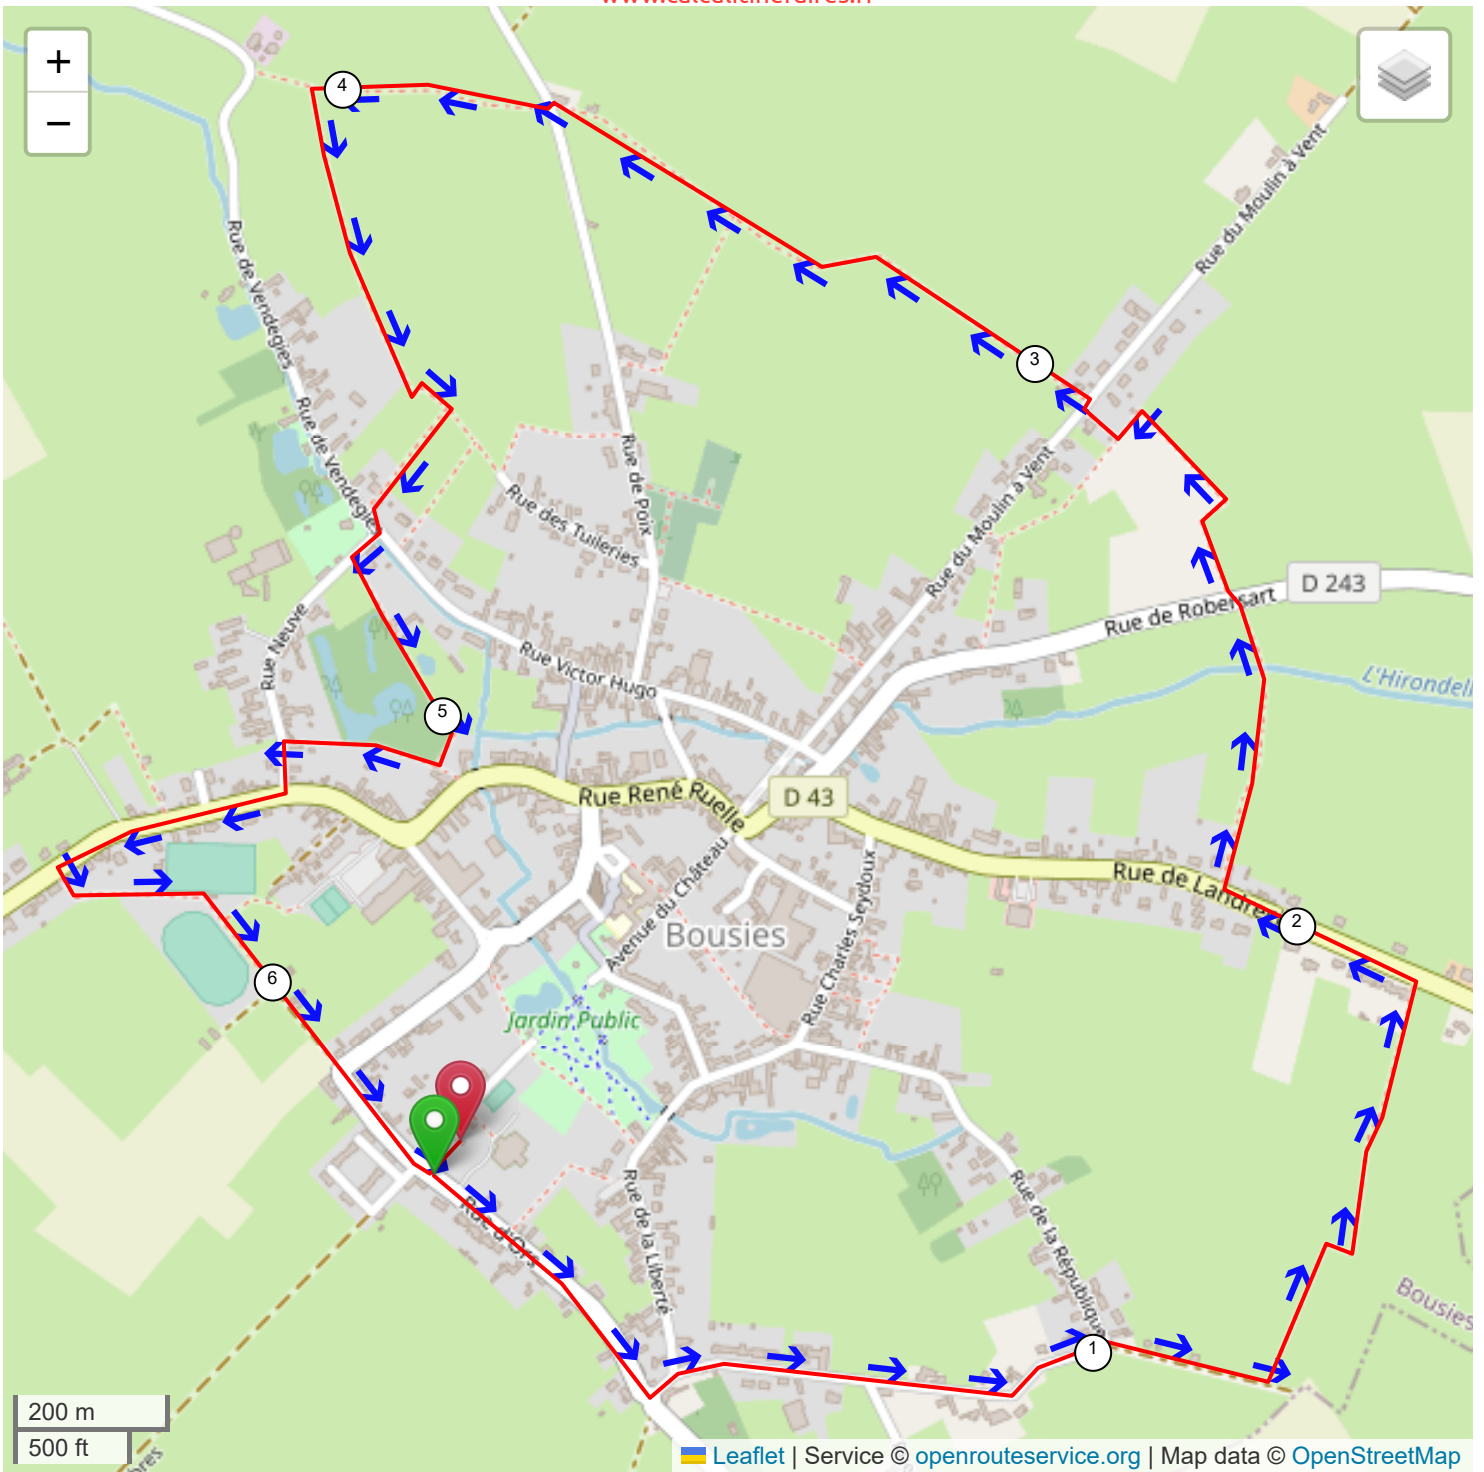 +
−
4
Rue du Moulin à Vent
Rue de Vendegies
3
Rue de Vendegies
Rue de Poix
Rue du Moulin à Vent
Rue des Tuileries
D 243
Rue de Robersart
Rue Neuve
Rue Victor Hugo
L'Hirondell
5
Rue René Ruelle
D 43
Rue de Landre
2
Avenue du Château
Rue Charles Seydoux
Bousies
6
Jardin Public
Rue d'Ors
Rue de la Liberté
Rue de la République
Bousies
1
200 m
500 ft
Leaflet | Service © openrouteservice.org | Map data © OpenStreetMap